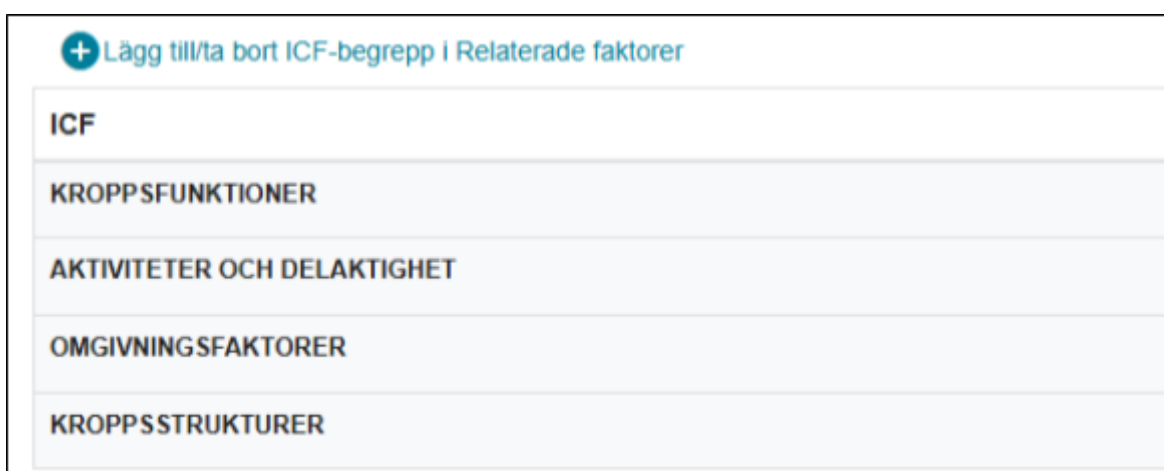 Lägg till/ta bort ICF-begrepp i Relaterade faktorer
ICF
KROPPSFUNKTIONER
AKTIVITETER OCH DELAKTIGHET
OMGIVNINGSFAKTORER
KROPPSSTRUKTURER